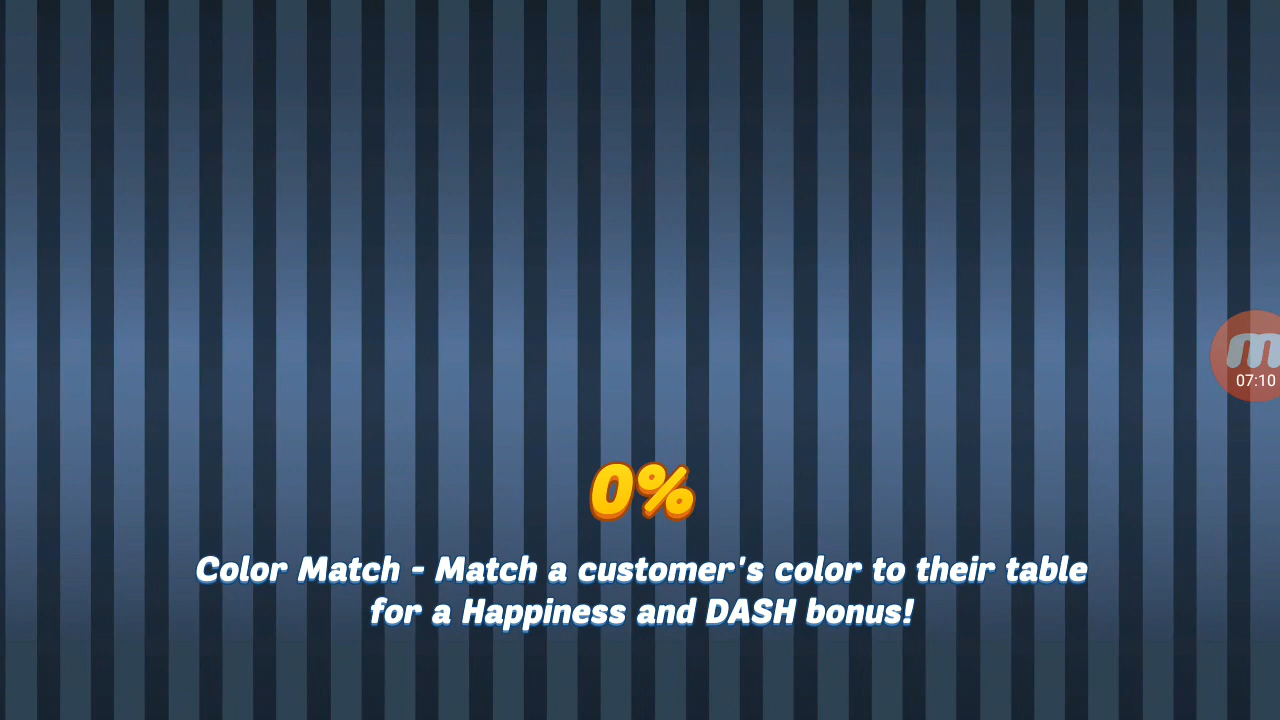 07:10
0%
Color Match - Match a customer's color to their table
for a Happiness and DASH bonus!